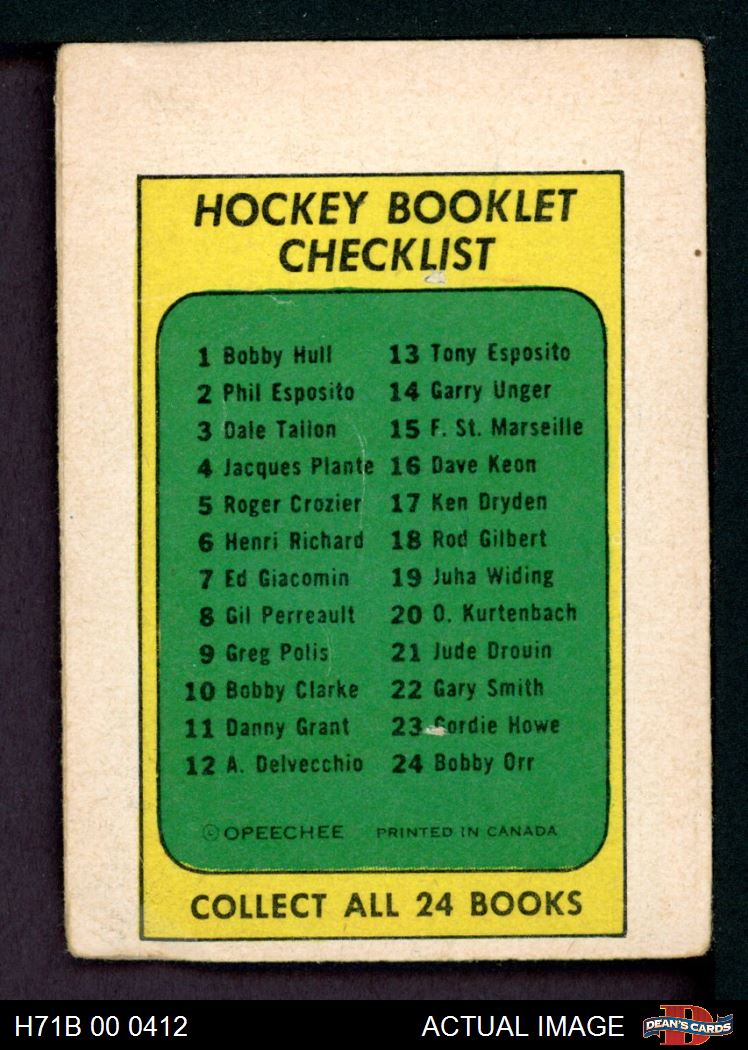 HOCKEY BOOKLET
CHECKLIST
1 Bobby Hull
2 Phil Esposito
3 Dale Tallon
4 Jacques Plante
5 Roger Crozier
6 Henri Richard
7 Ed Giacomin
8 Gil Perreault
9 Greg Polis
10 Bobby Clarke
11 Danny Grant
12 A. Delvecchio
13 Tony Esposito
14 Garry Unger
15 F. St. Marseille
16 Dave Keon
17 Ken Dryden
18 Rod Gilbert
19 Juha Widing
20 O. Kurtenbach
21 Jude Drouin
22 Gary Smith
23 Gordie Howe
24 Bobby Orr
©OPEECHEE PRINTED IN CANADA
COLLECT ALL 24 BOOKS
H71B 00 0412 ACTUAL IMAGE
D
DEAN'S CARDS